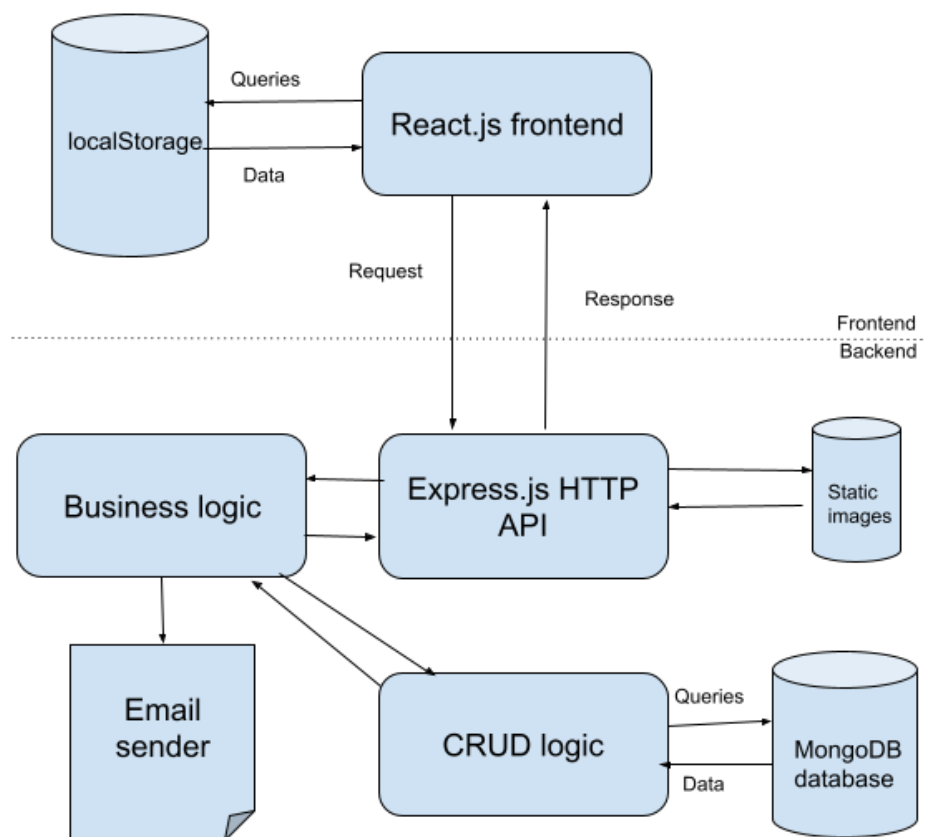 Queries
React.js frontend
localStorage
Data
Request
Response
Frontend
Backend
Business logic
Express.js HTTP
API
Static
images
Email
sender
CRUD logic
Queries
Data
MongoDB
database